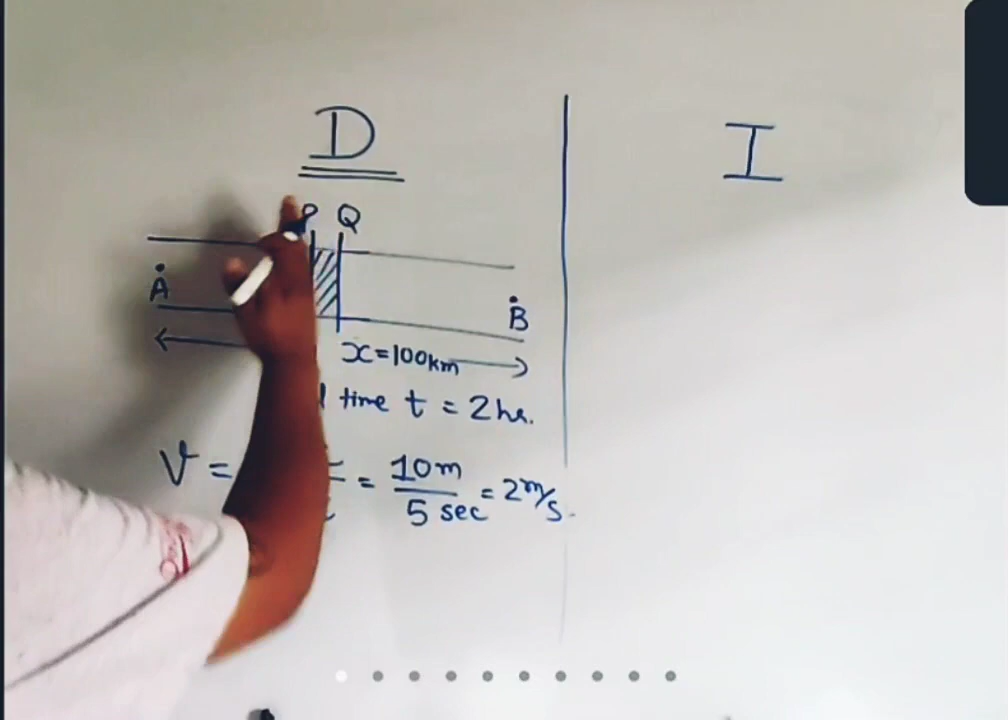 D
I
P Q
A
B
x=100km
time t = 2hr.
V = = 10m / 5 sec = 2m/s.